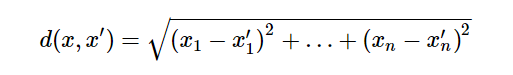 d(x, x′) = √((x₁ − x′₁)² + … + (xₙ − x′ₙ)²)